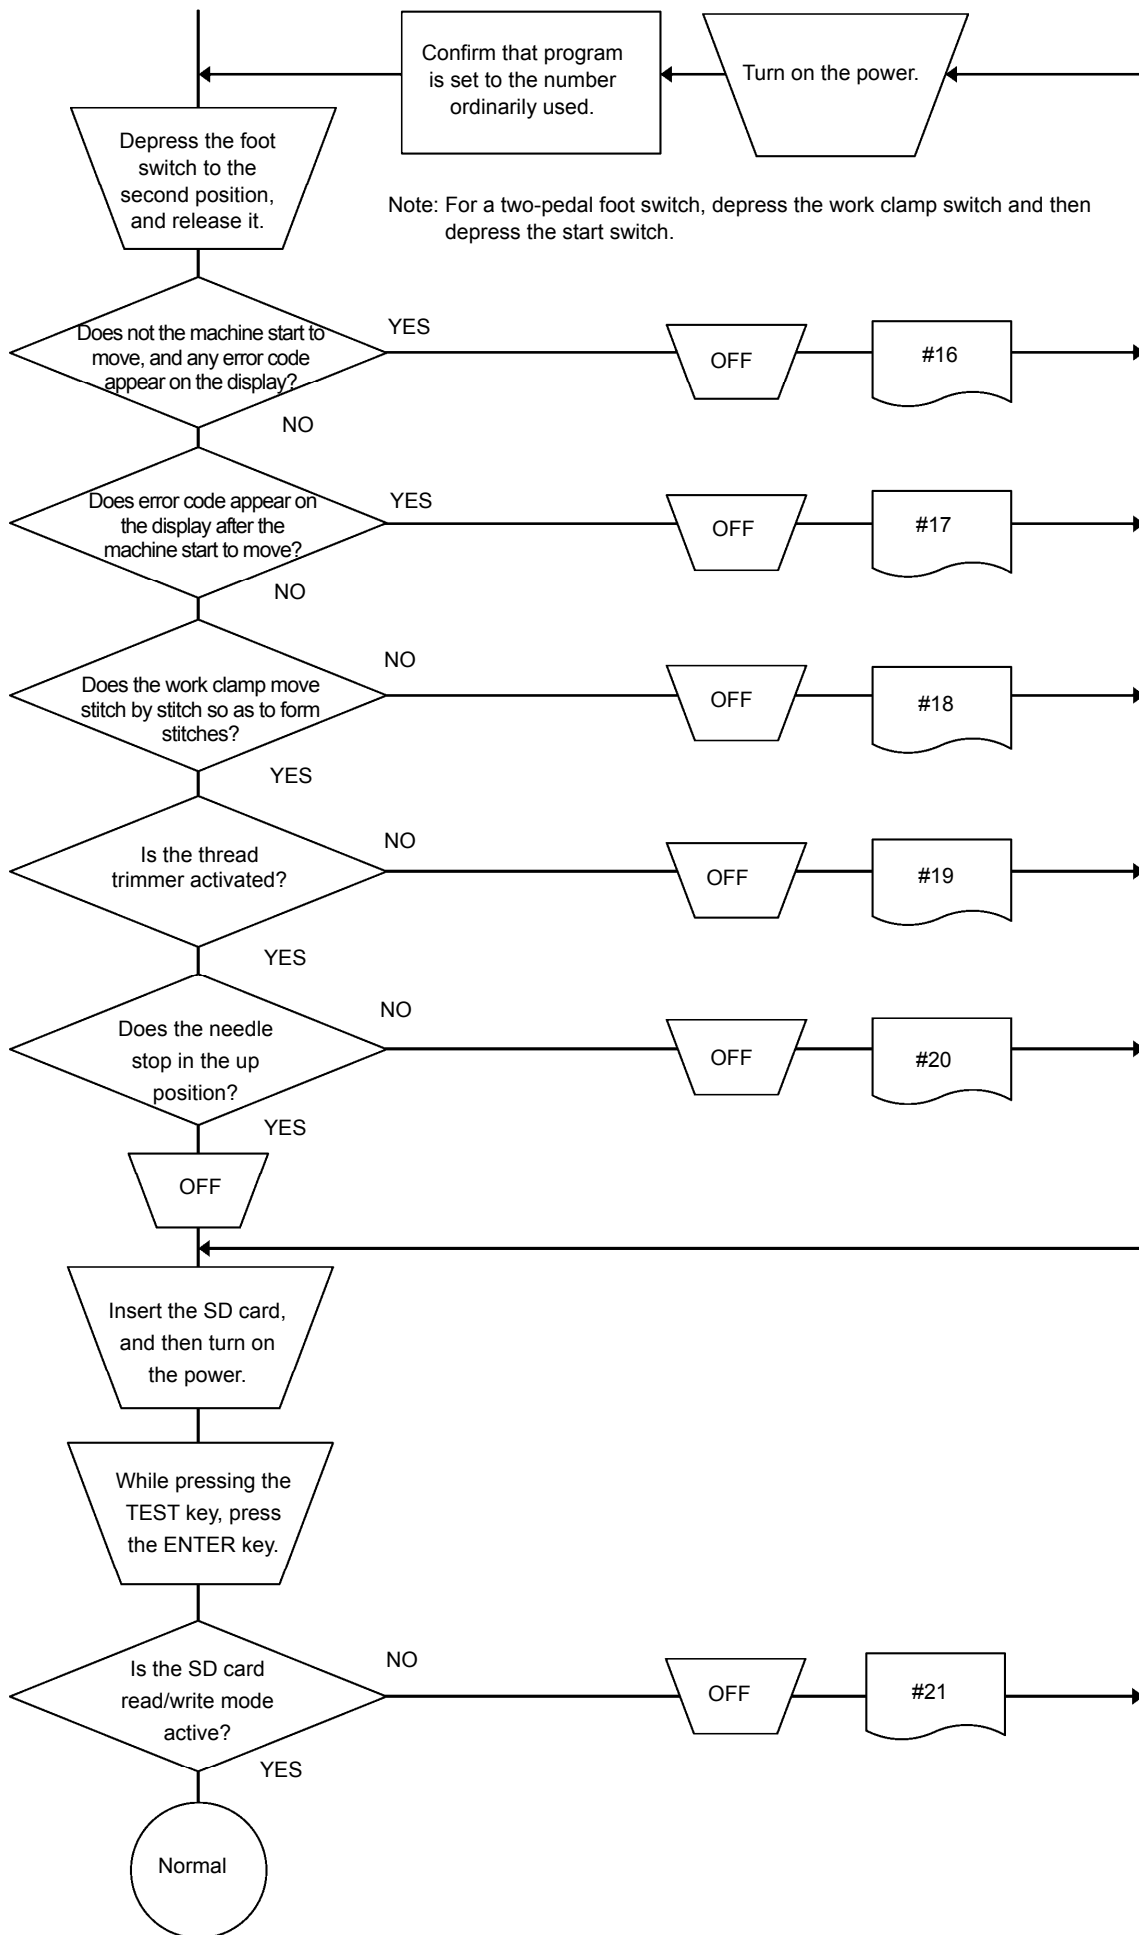 Confirm that program
is set to the number
ordinarily used.
Turn on the power.
Depress the foot
switch to the
second position,
and release it.
Note: For a two-pedal foot switch, depress the work clamp switch and then
depress the start switch.
Does not the machine start to
move, and any error code
appear on the display?
YES
OFF
#16
NO
Does error code appear on
the display after the
machine start to move?
YES
OFF
#17
NO
Does the work clamp move
stitch by stitch so as to form
stitches?
NO
OFF
#18
YES
Is the thread
trimmer activated?
NO
OFF
#19
YES
Does the needle
stop in the up
position?
NO
OFF
#20
YES
OFF
Insert the SD card,
and then turn on
the power.
While pressing the
TEST key, press
the ENTER key.
Is the SD card
read/write mode
active?
NO
OFF
#21
YES
Normal